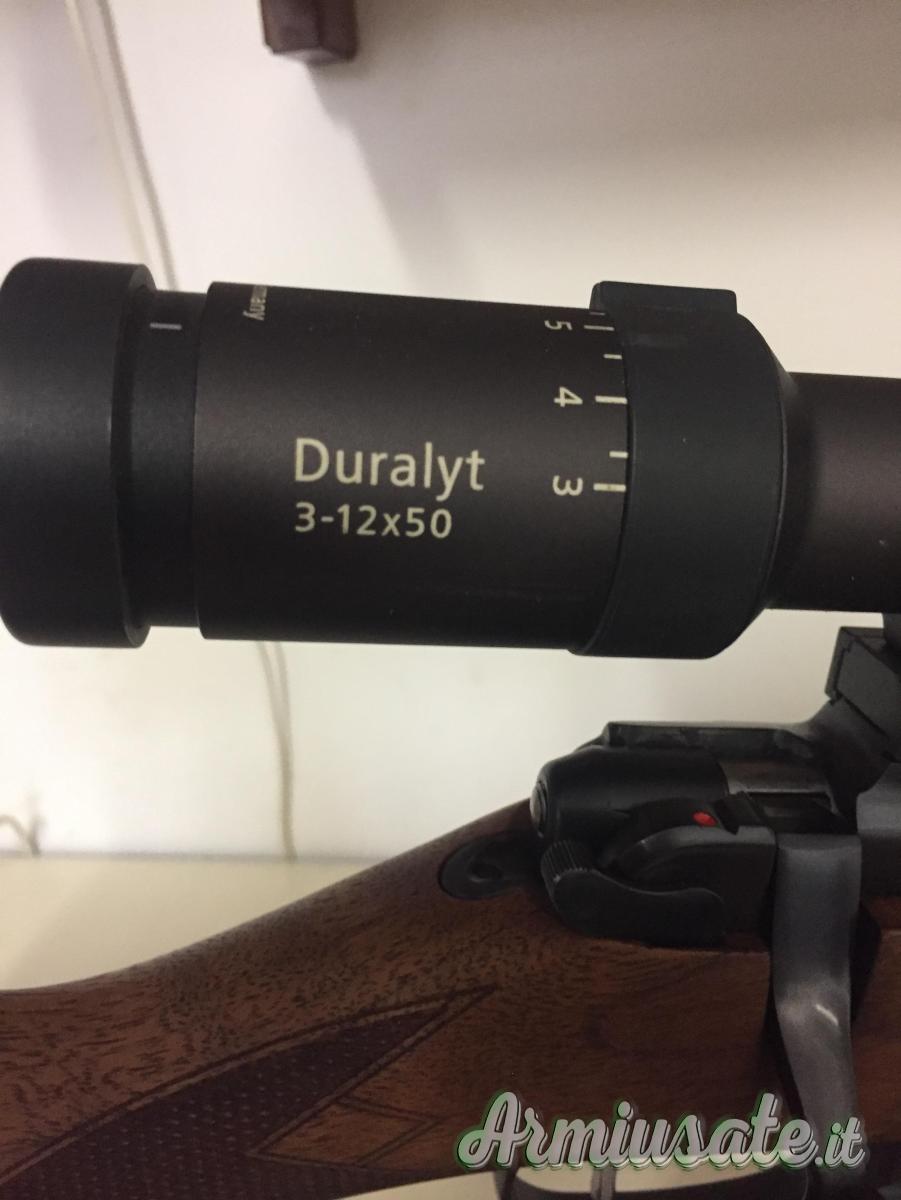 Duralyt
3-12x50
5
4
3
Armiusate.it